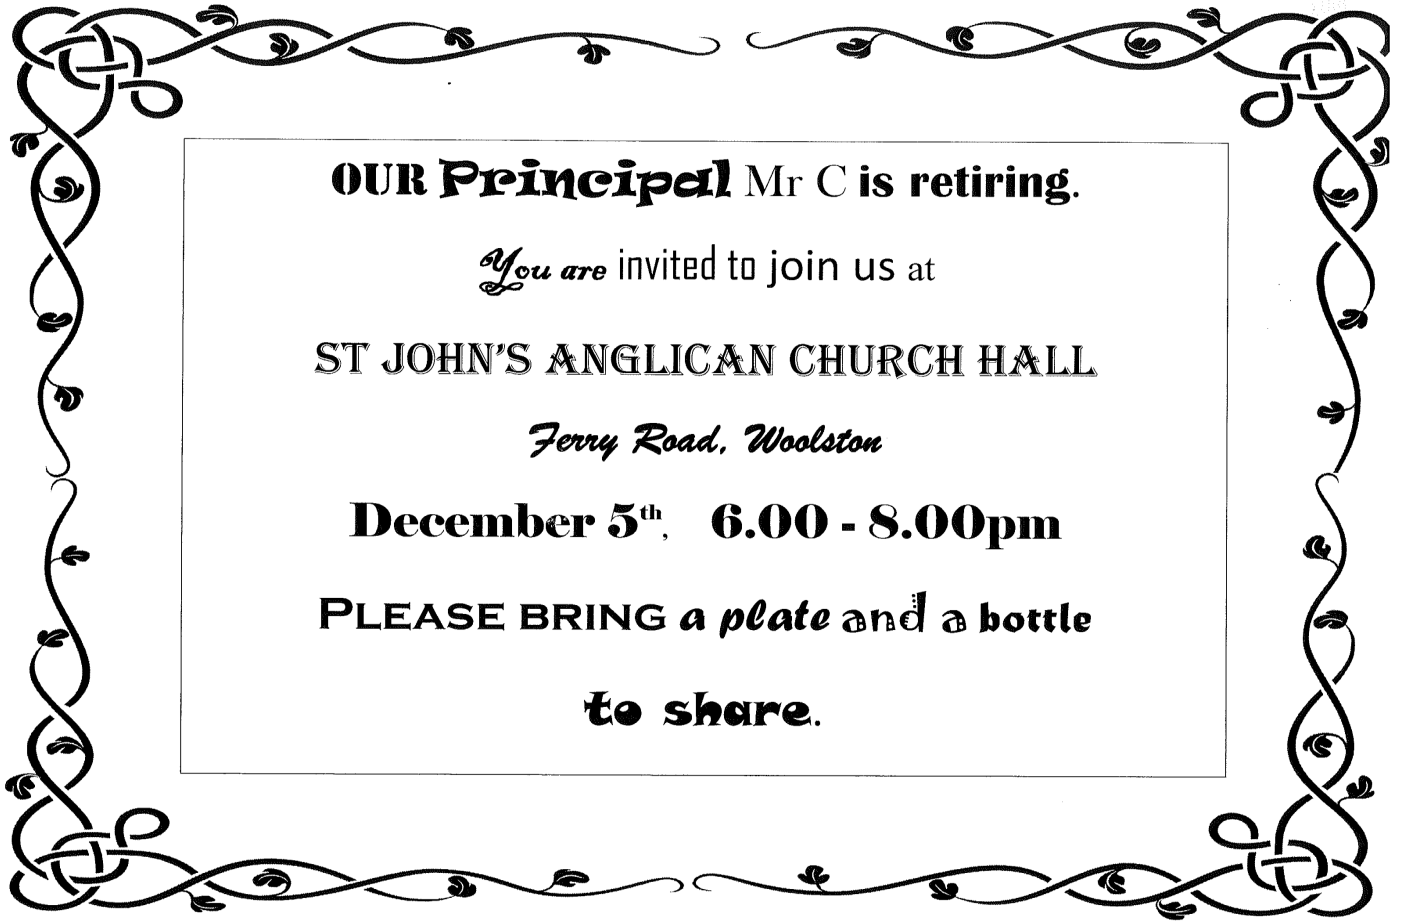 OUR Principal Mr C is retiring.
You are invited to join us at
ST JOHN'S ANGLICAN CHURCH HALL
Ferry Road, Woolston
December 5th, 6.00 - 8.00pm
PLEASE BRING a plate and a bottle
to share.